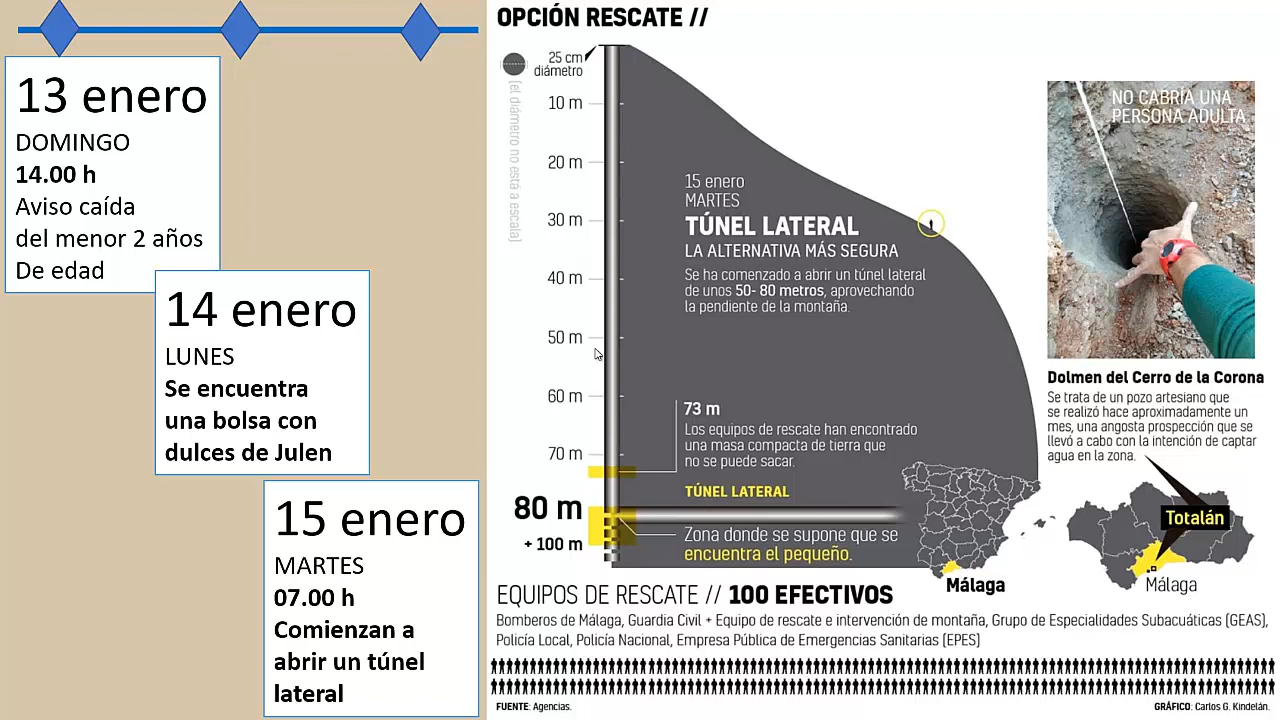 13 enero
DOMINGO
14.00 h
Aviso caída
del menor 2 años
De edad
14 enero
LUNES
Se encuentra
una bolsa con
dulces de Julen
15 enero
MARTES
07.00 h
Comienzan a
abrir un túnel
lateral
OPCIÓN RESCATE //
25 cm
diámetro
(el diámetro no está a escala)
10 m
20 m
30 m
40 m
50 m
60 m
70 m
80 m
+ 100 m
15 enero
MARTES
TÚNEL LATERAL
LA ALTERNATIVA MÁS SEGURA
Se ha comenzado a abrir un túnel lateral
de unos 50- 80 metros, aprovechando
la pendiente de la montaña.
73 m
Los equipos de rescate han encontrado
una masa compacta de tierra que
no se puede sacar.
TÚNEL LATERAL
Zona donde se supone que se
encuentra el pequeño.
NO CABRÍA UNA
PERSONA ADULTA
Dolmen del Cerro de la Corona
Se trata de un pozo artesiano que
se realizó hace aproximadamente un
mes, una angosta prospección que se
llevó a cabo con la intención de captar
agua en la zona.
Totalán
Málaga
Málaga
EQUIPOS DE RESCATE // 100 EFECTIVOS
Bomberos de Málaga, Guardia Civil + Equipo de rescate e intervención de montaña, Grupo de Especialidades Subacuáticas (GEAS),
Policía Local, Policía Nacional, Empresa Pública de Emergencias Sanitarias (EPES)
FUENTE: Agencias.
GRÁFICO: Carlos G. Kindelán.